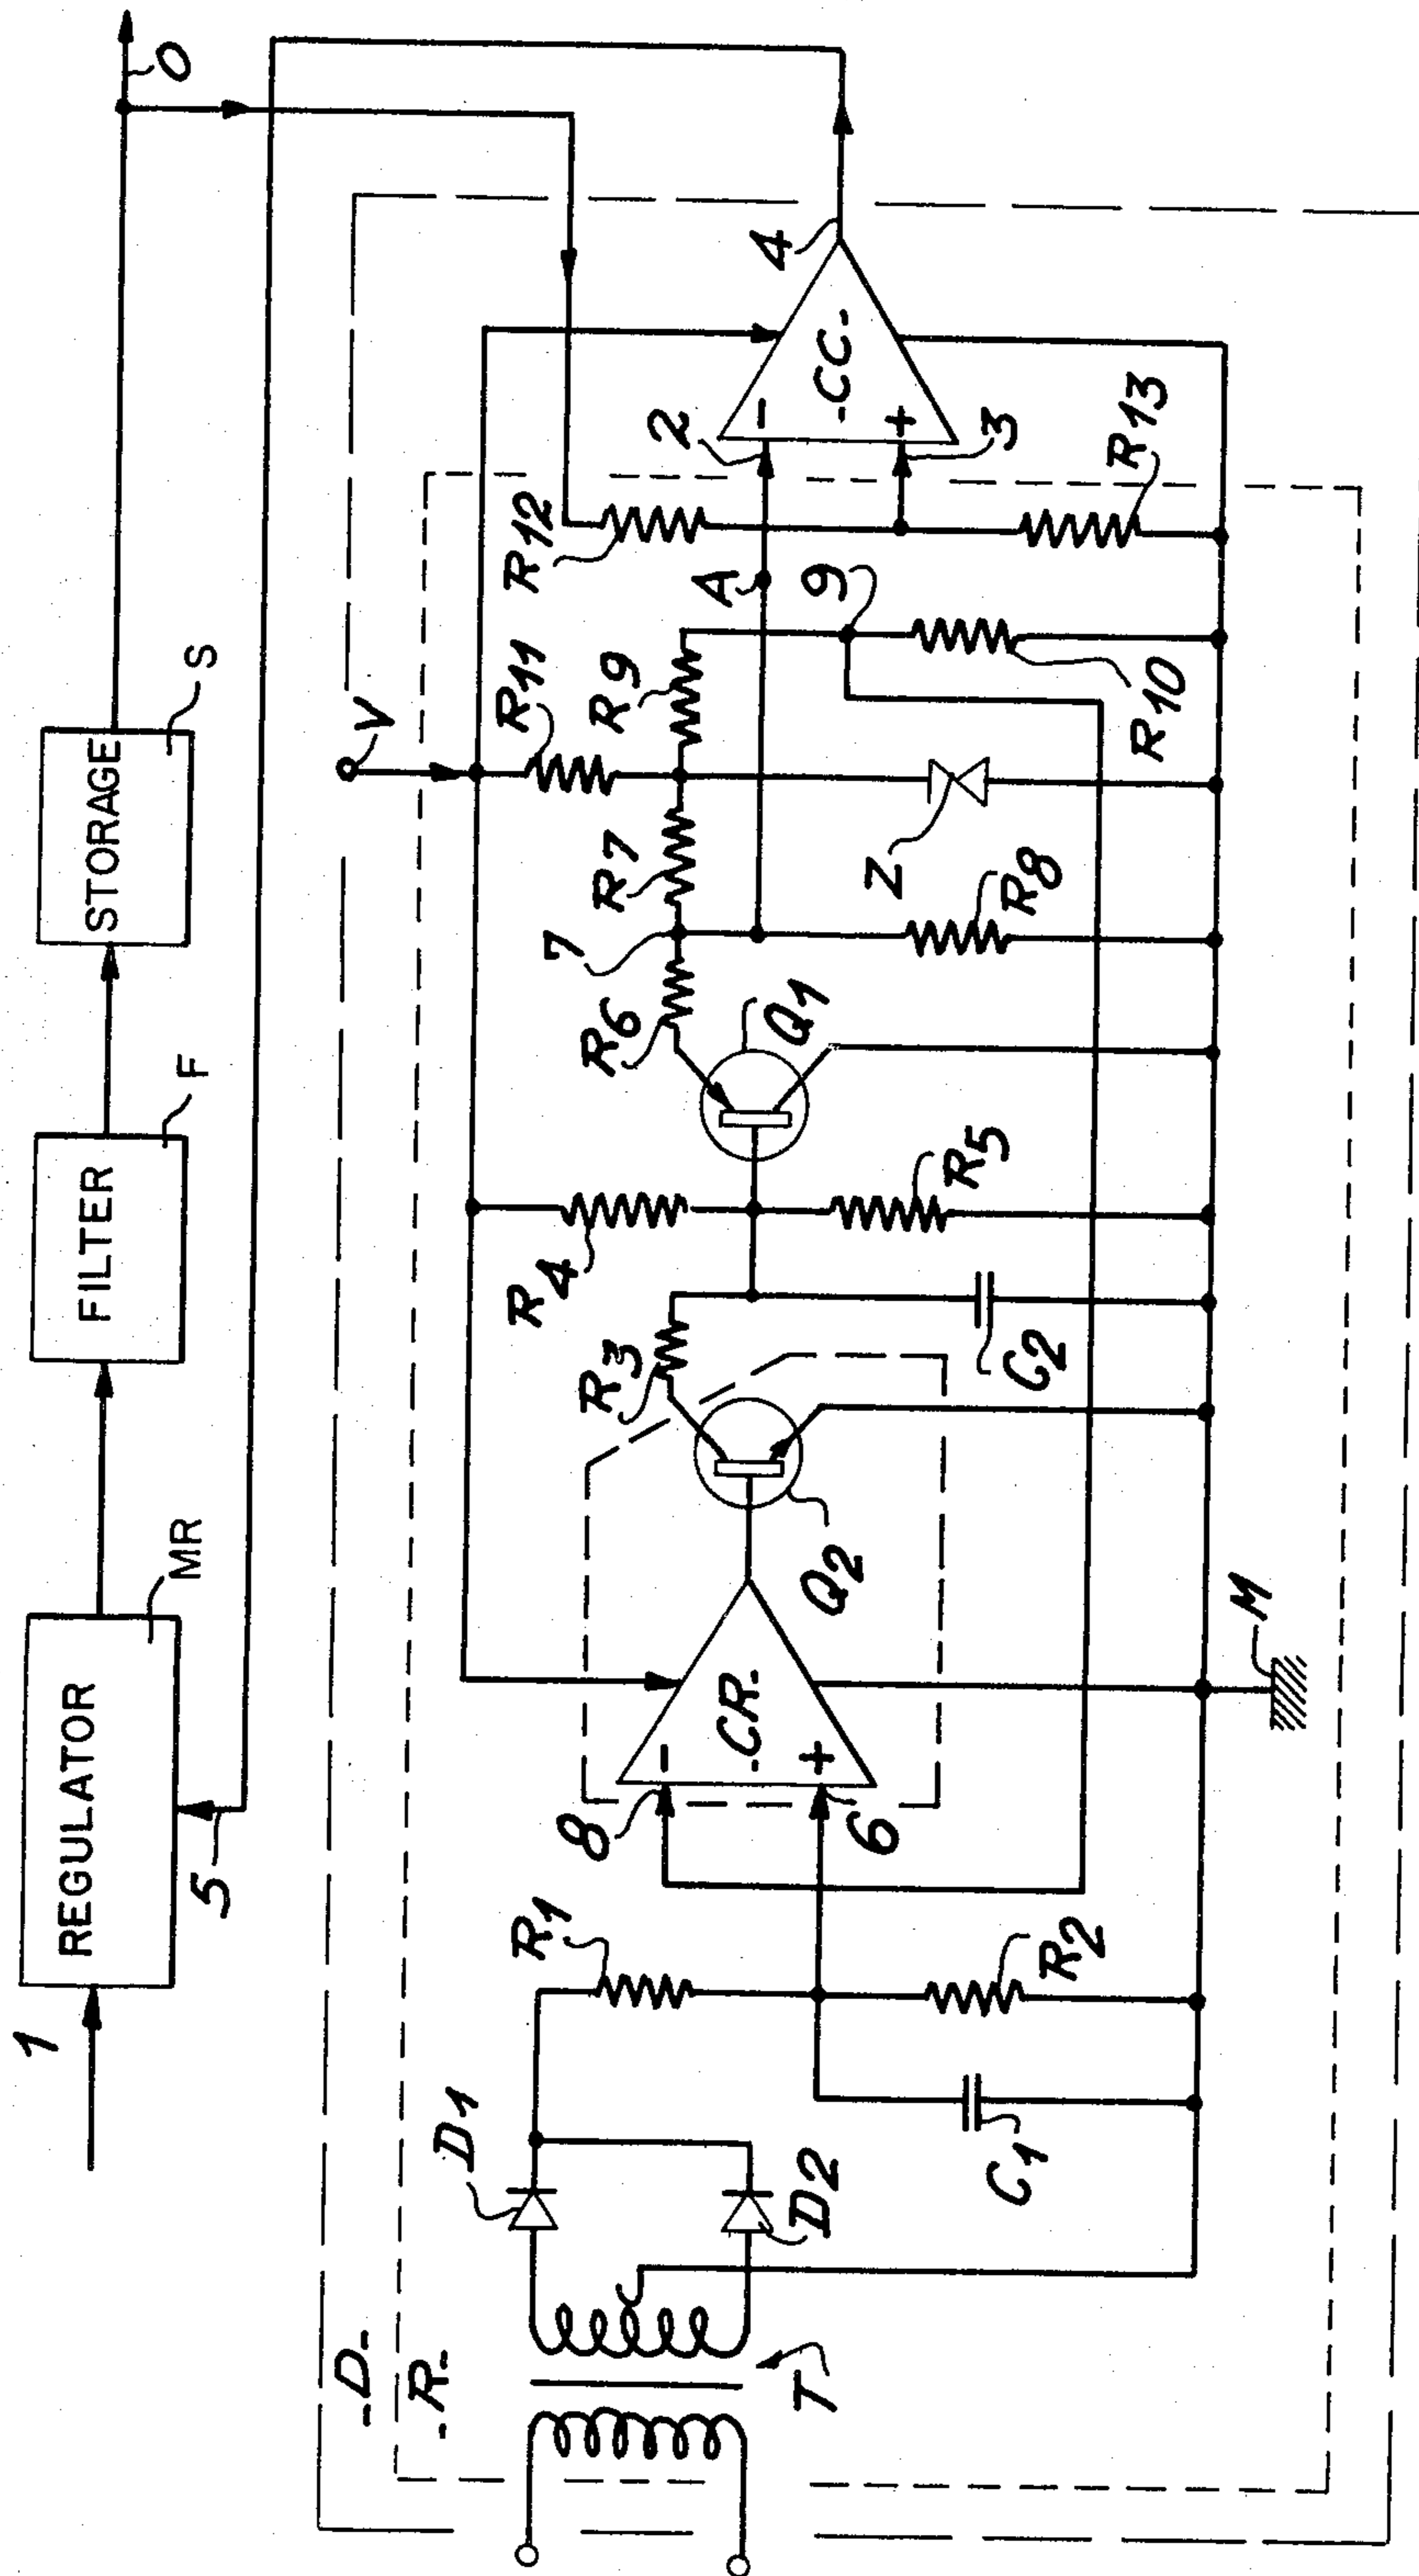 1
REGULATOR
MR
FILTER
F
STORAGE
S
O
5
-D-
-R-
V
T
D1
D2
R1
R2
C1
8
6
-CR-
-
+
Q2
R3
R4
R5
C2
M
Q1
R6
7
R7
R8
R11
R9
Z
9
R10
A
R12
R13
2
3
-
+
-CC-
4